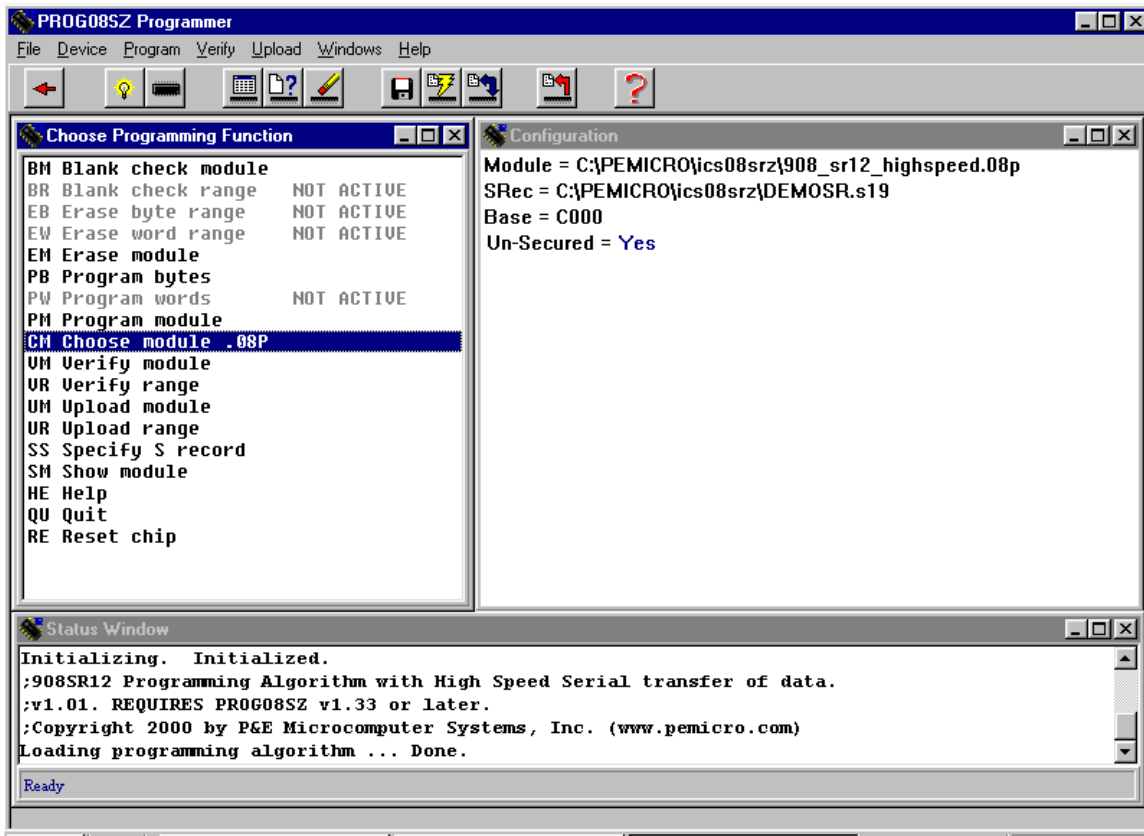 PROG08SZ Programmer
File Device Program Verify Upload Windows Help
Choose Programming Function
BM Blank check module
BR Blank check range NOT ACTIVE
EB Erase byte range NOT ACTIVE
EW Erase word range NOT ACTIVE
EM Erase module
PB Program bytes
PW Program words NOT ACTIVE
PM Program module
CM Choose module .08P
VM Verify module
VR Verify range
UM Upload module
UR Upload range
SS Specify S record
SM Show module
HE Help
QU Quit
RE Reset chip
Configuration
Module = C:\PEMICRO\ics08srz\908_sr12_highspeed.08p
SRec = C:\PEMICRO\ics08srz\DEMOSR.s19
Base = C000
Un-Secured = Yes
Status Window
Initializing. Initialized.
;908SR12 Programming Algorithm with High Speed Serial transfer of data.
;v1.01. REQUIRES PROG08SZ v1.33 or later.
;Copyright 2000 by P&E Microcomputer Systems, Inc. (www.pemicro.com)
Loading programming algorithm ... Done.
Ready